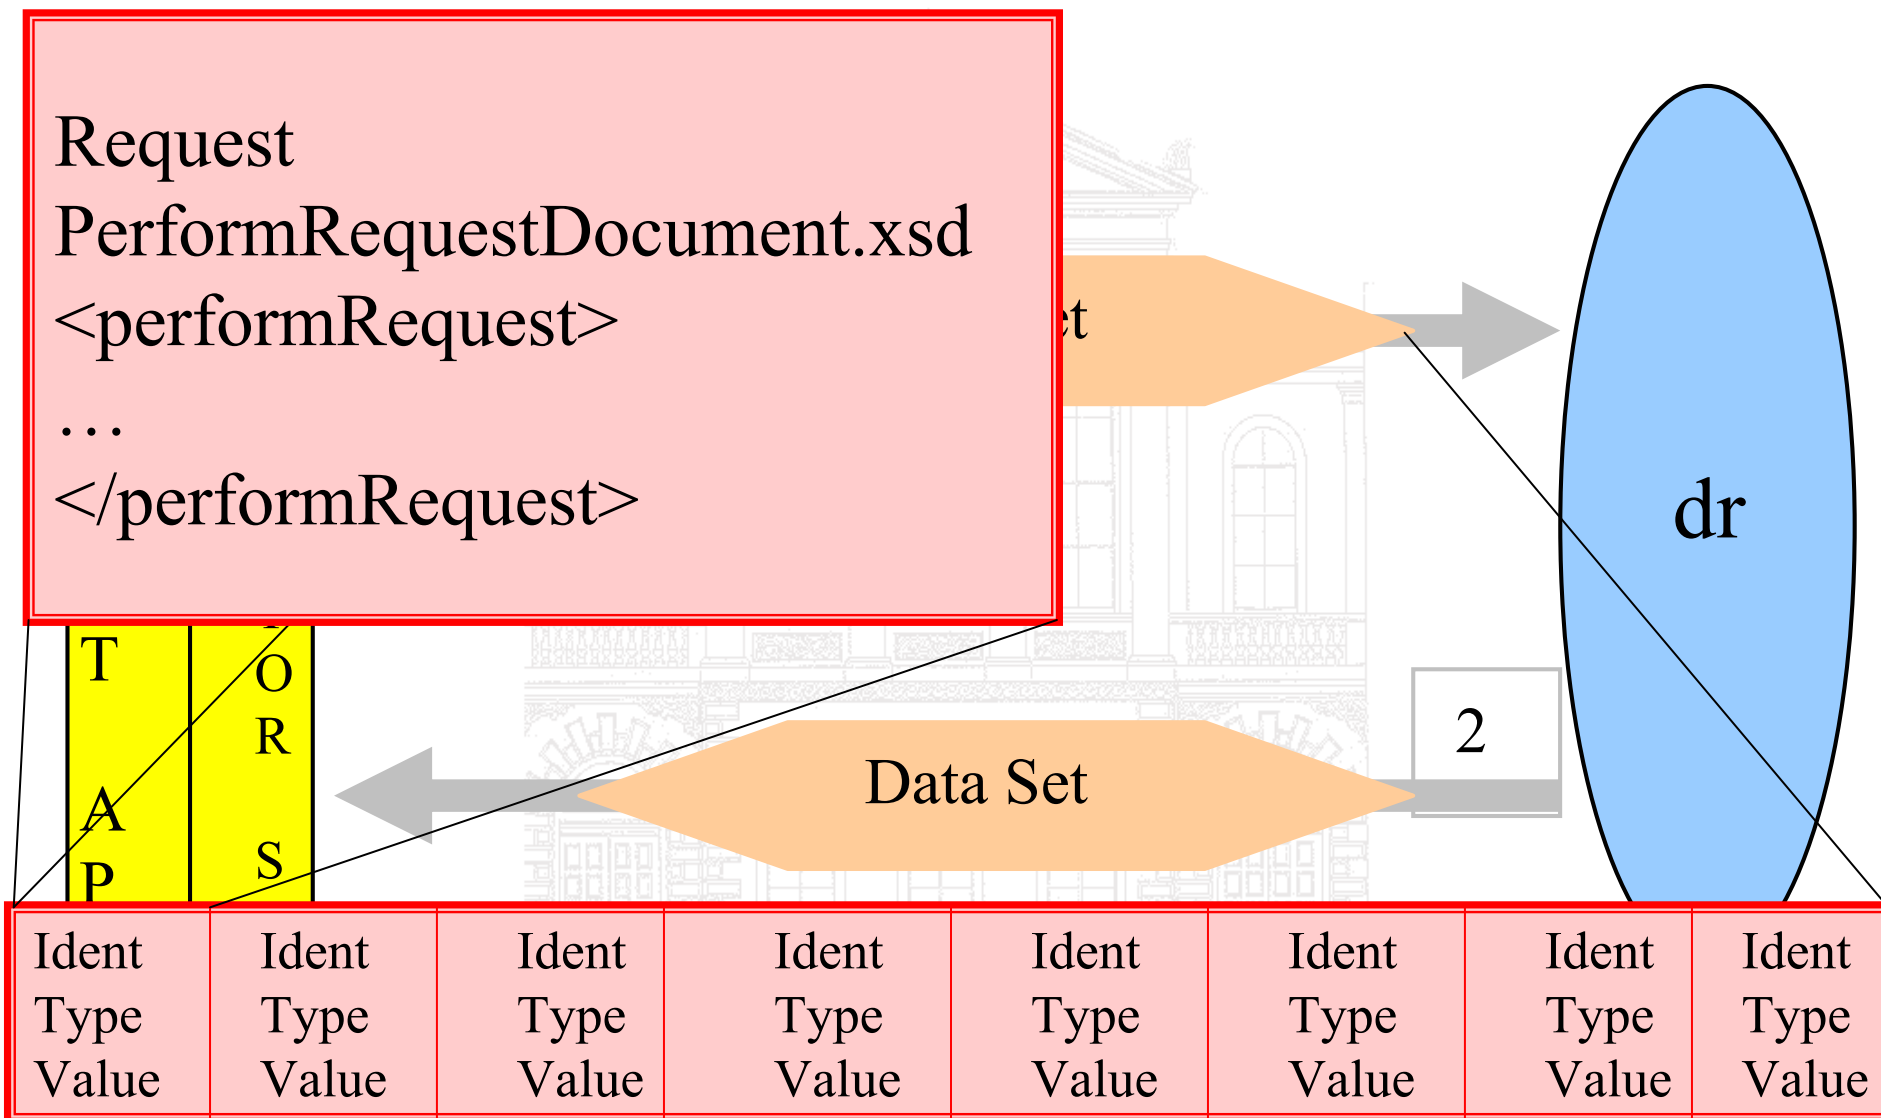 Request
PerformRequestDocument.xsd
<performRequest>
…
</performRequest>
dr
T
O
R
A
P
S
2
Data Set
Ident Ident Ident Ident Ident Ident Ident Ident
Type Type Type Type Type Type Type Type
Value Value Value Value Value Value Value Value